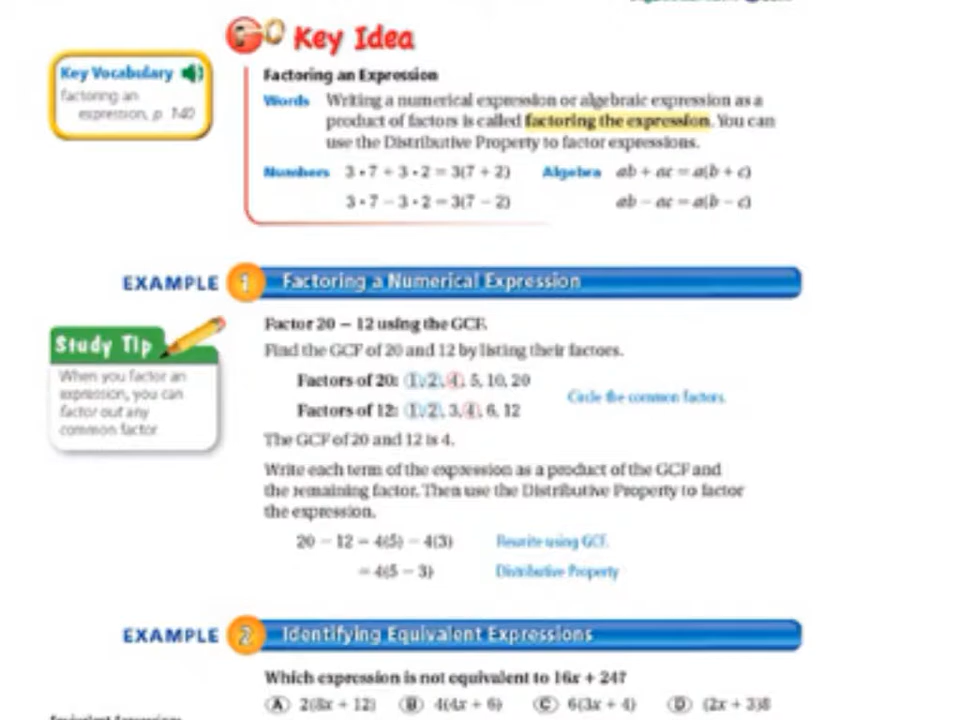 Key Idea
Key Vocabulary
factoring an
expression, p. 140
Factoring an Expression
Words Writing a numerical expression or algebraic expression as a
product of factors is called factoring the expression. You can
use the Distributive Property to factor expressions.
Numbers 3 • 7 + 3 • 2 = 3(7 + 2) Algebra ab + ac = a(b + c)
3 • 7 − 3 • 2 = 3(7 − 2) ab − ac = a(b − c)
EXAMPLE 1 Factoring a Numerical Expression
Study Tip
When you factor an
expression, you can
factor out any
common factor
Factor 20 − 12 using the GCF.
Find the GCF of 20 and 12 by listing their factors.
Factors of 20: 1, 2, 4, 5, 10, 20
Factors of 12: 1, 2, 3, 4, 6, 12
Circle the common factors.
The GCF of 20 and 12 is 4.
Write each term of the expression as a product of the GCF and
the remaining factor. Then use the Distributive Property to factor
the expression.
20 − 12 = 4(5) − 4(3) Rewrite using GCF.
= 4(5 − 3) Distributive Property
EXAMPLE 2 Identifying Equivalent Expressions
Which expression is not equivalent to 16x + 24?
A 2(8x + 12) B 4(4x + 6) C 6(3x + 4) D (2x + 3)8